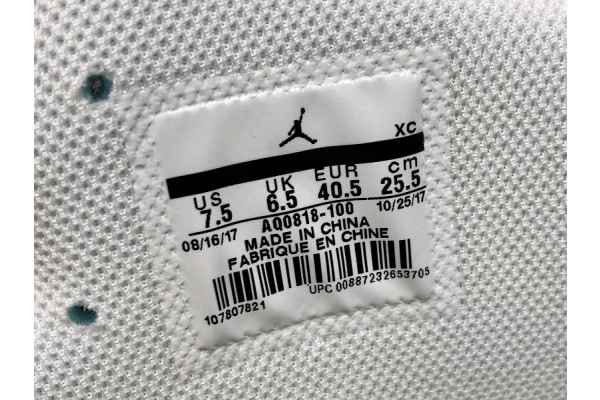 XC
US UK EUR cm
7.5 6.5 40.5 25.5
08/16/17 AQ0818-100 10/25/17
MADE IN CHINA
FABRIQUE EN CHINE
107807821 UPC 00887232653705